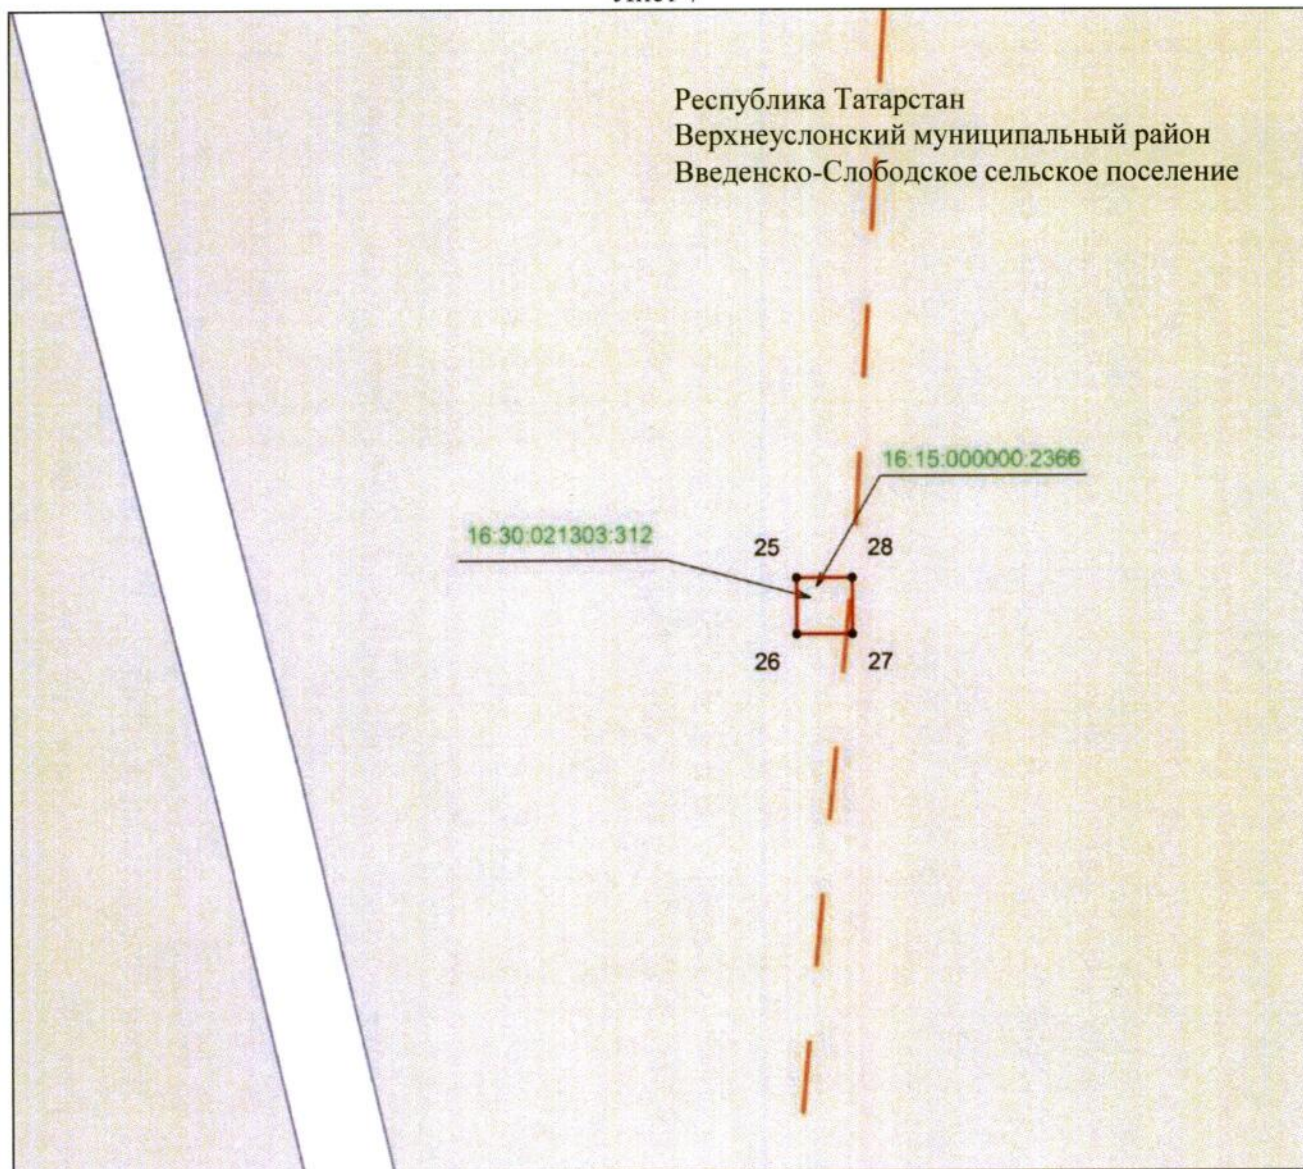 Республика Татарстан
Верхнеуслонский муниципальный район
Введенско-Слободское сельское поселение
16:15:000000:2366
16:30:021303:312
25
28
26
27